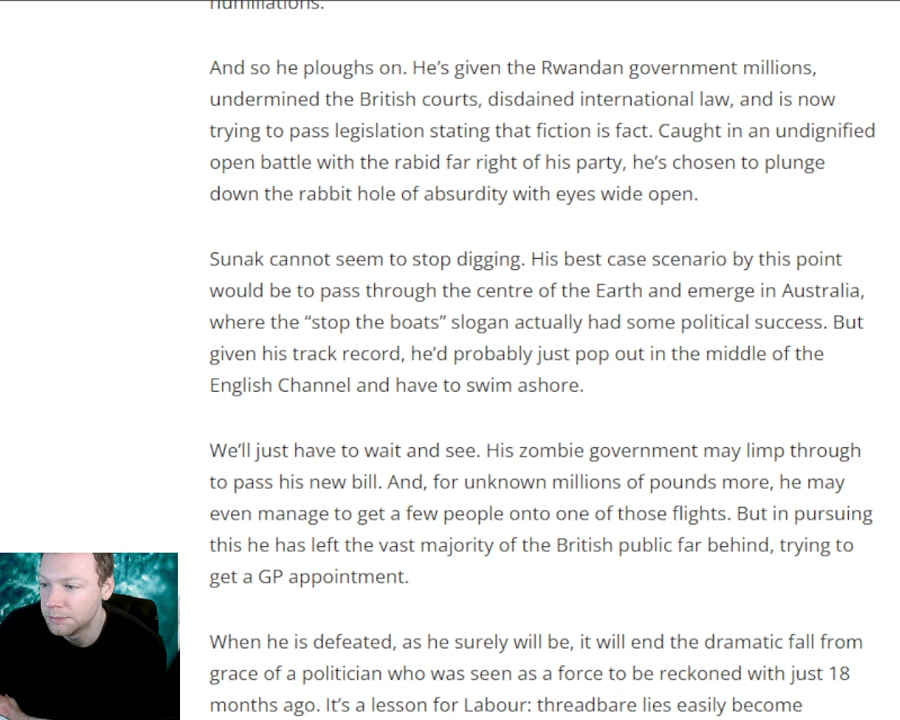 humiliations.
And so he ploughs on. He’s given the Rwandan government millions,
undermined the British courts, disdained international law, and is now
trying to pass legislation stating that fiction is fact. Caught in an undignified
open battle with the rabid far right of his party, he’s chosen to plunge
down the rabbit hole of absurdity with eyes wide open.
Sunak cannot seem to stop digging. His best case scenario by this point
would be to pass through the centre of the Earth and emerge in Australia,
where the “stop the boats” slogan actually had some political success. But
given his track record, he’d probably just pop out in the middle of the
English Channel and have to swim ashore.
We’ll just have to wait and see. His zombie government may limp through
to pass his new bill. And, for unknown millions of pounds more, he may
even manage to get a few people onto one of those flights. But in pursuing
this he has left the vast majority of the British public far behind, trying to
get a GP appointment.
When he is defeated, as he surely will be, it will end the dramatic fall from
grace of a politician who was seen as a force to be reckoned with just 18
months ago. It’s a lesson for Labour: threadbare lies easily become